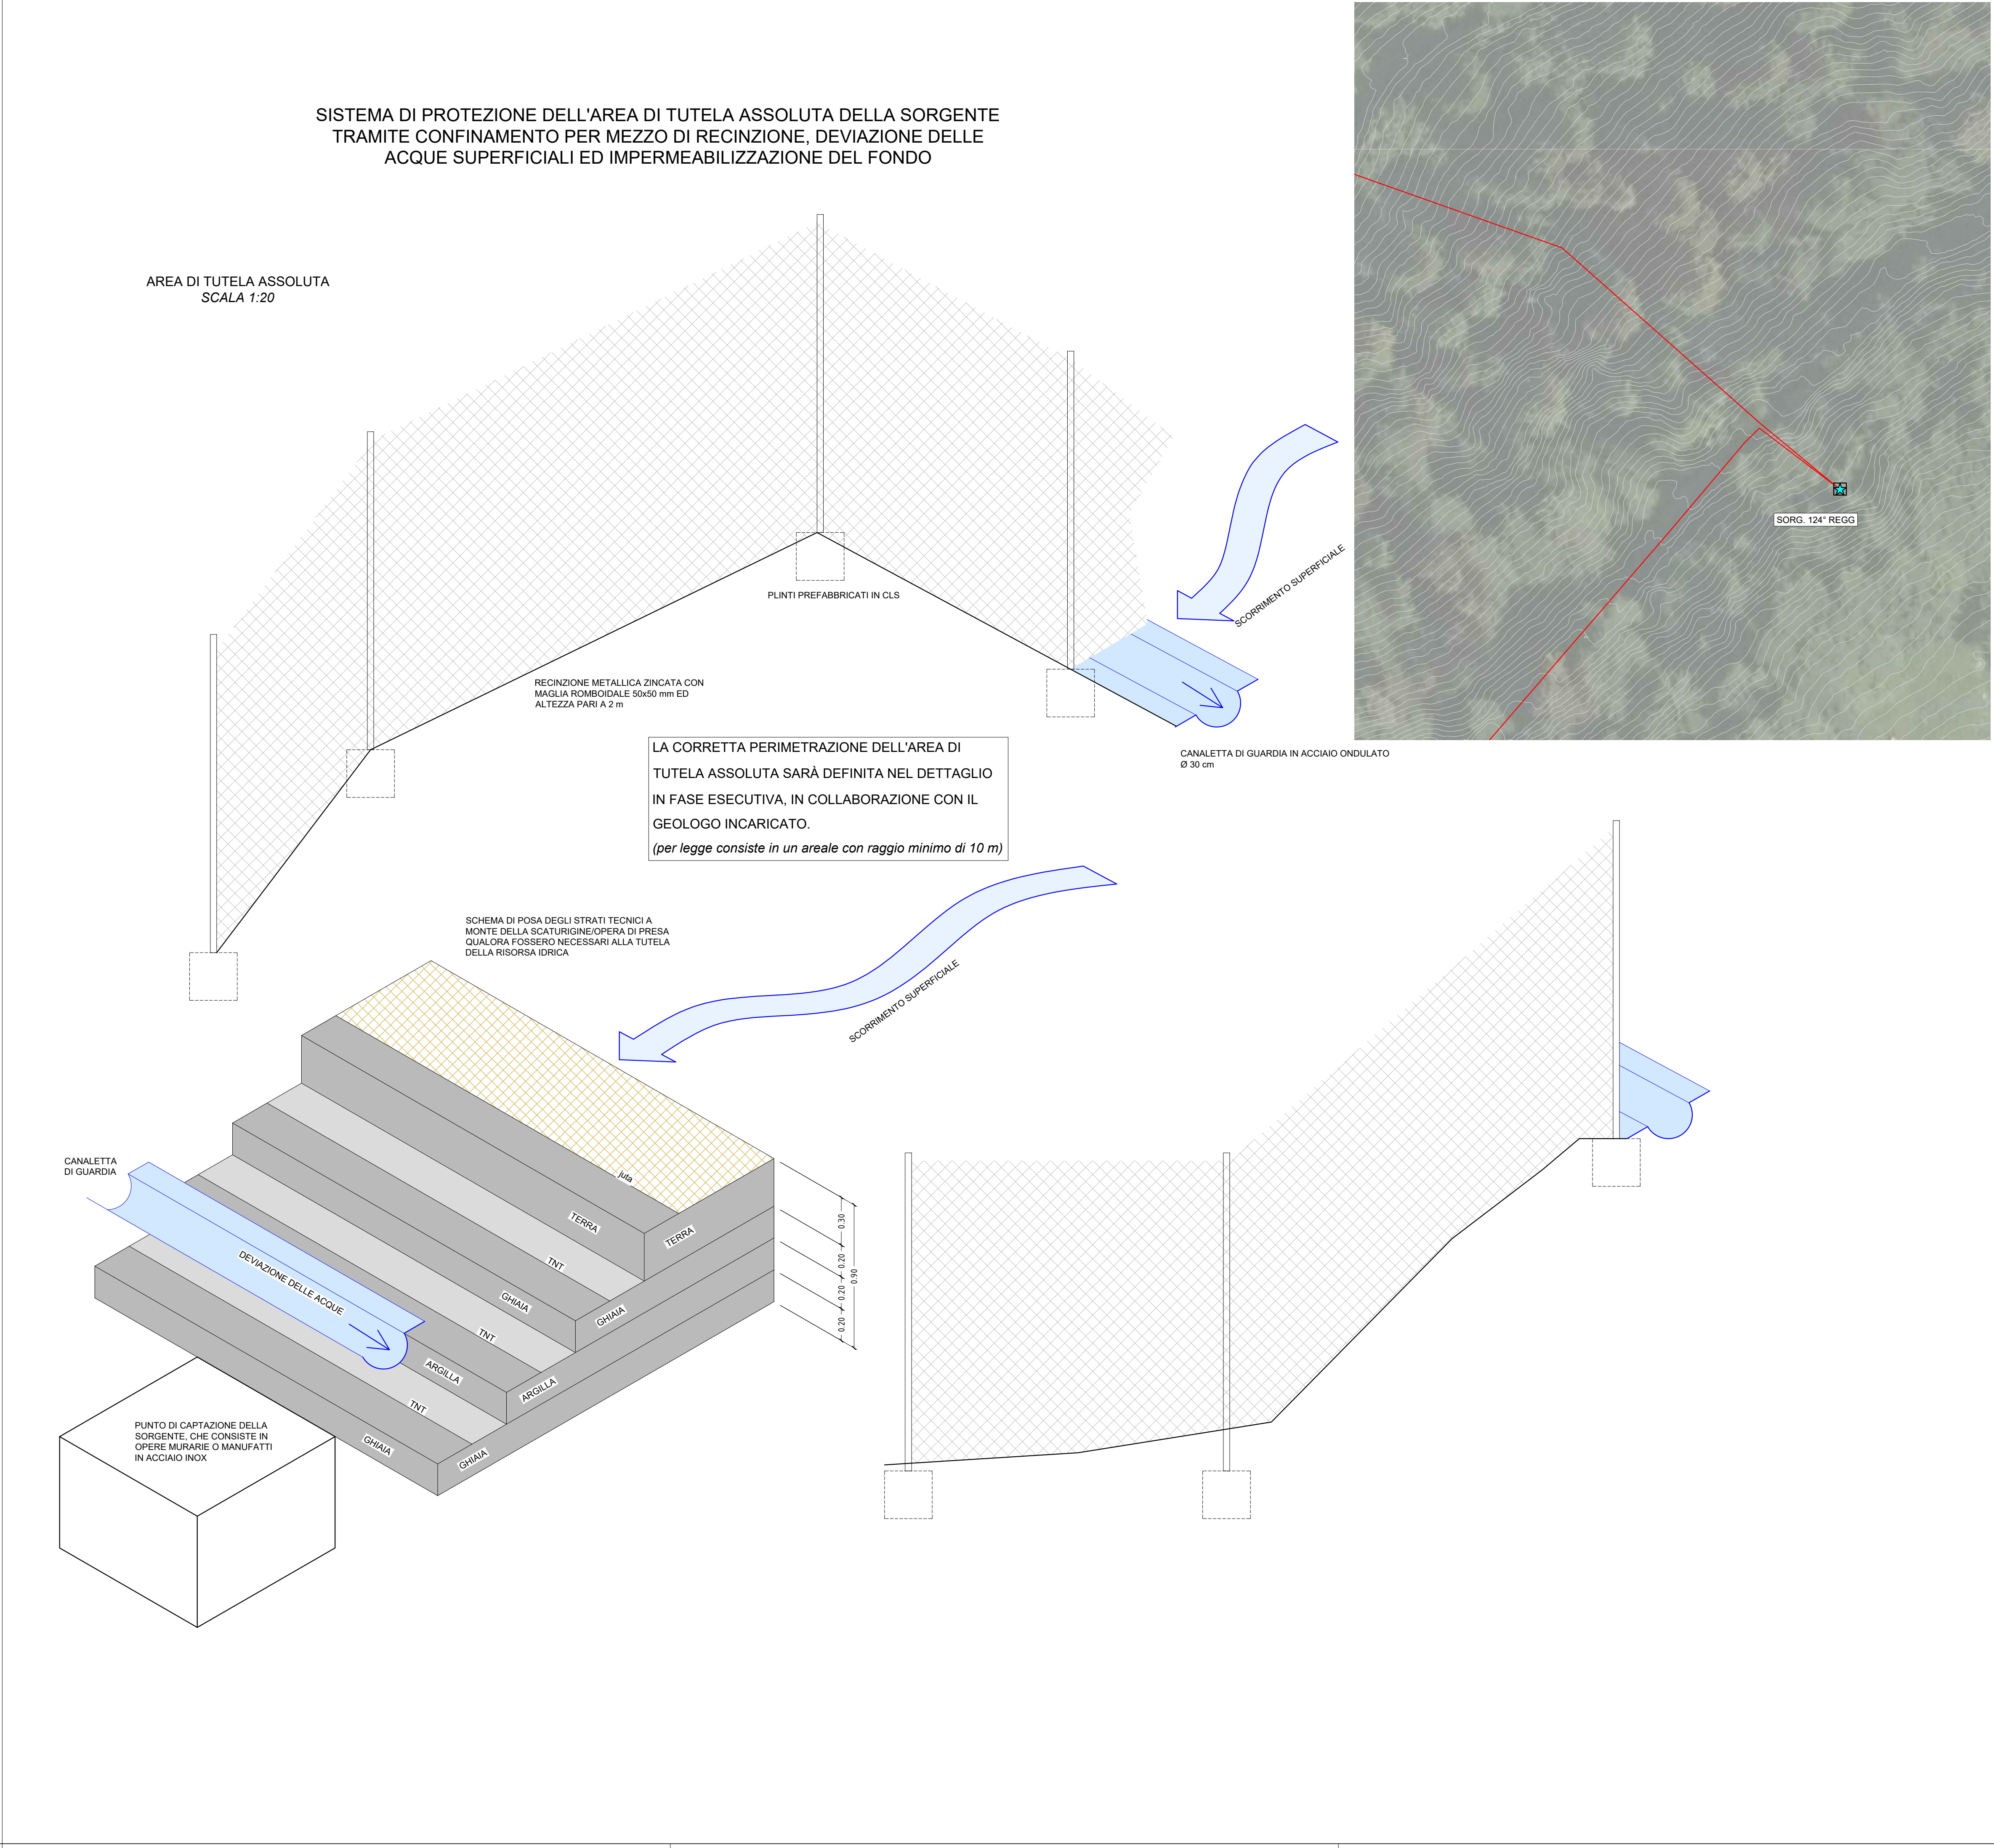 SISTEMA DI PROTEZIONE DELL'AREA DI TUTELA ASSOLUTA DELLA SORGENTE
TRAMITE CONFINAMENTO PER MEZZO DI RECINZIONE, DEVIAZIONE DELLE
ACQUE SUPERFICIALI ED IMPERMEABILIZZAZIONE DEL FONDO
AREA DI TUTELA ASSOLUTA
SCALA 1:20
SORG. 124° REGG
SCORRIMENTO SUPERFICIALE
PLINTI PREFABBRICATI IN CLS
RECINZIONE METALLICA ZINCATA CON
MAGLIA ROMBOIDALE 50x50 mm ED
ALTEZZA PARI A 2 m
CANALETTA DI GUARDIA IN ACCIAIO ONDULATO
Ø 30 cm
LA CORRETTA PERIMETRAZIONE DELL'AREA DI
TUTELA ASSOLUTA SARÀ DEFINITA NEL DETTAGLIO
IN FASE ESECUTIVA, IN COLLABORAZIONE CON IL
GEOLOGO INCARICATO.
(per legge consiste in un areale con raggio minimo di 10 m)
SCHEMA DI POSA DEGLI STRATI TECNICI A
MONTE DELLA SCATURIGINE/OPERA DI PRESA
QUALORA FOSSERO NECESSARI ALLA TUTELA
DELLA RISORSA IDRICA
SCORRIMENTO SUPERFICIALE
CANALETTA
DI GUARDIA
juta
TERRA
TERRA
TNT
GHIAIA
GHIAIA
TNT
ARGILLA
ARGILLA
TNT
GHIAIA
GHIAIA
DEVIAZIONE DELLE ACQUE
0.30
0.20
0.20
0.20
0.90
PUNTO DI CAPTAZIONE DELLA
SORGENTE, CHE CONSISTE IN
OPERE MURARIE O MANUFATTI
IN ACCIAIO INOX